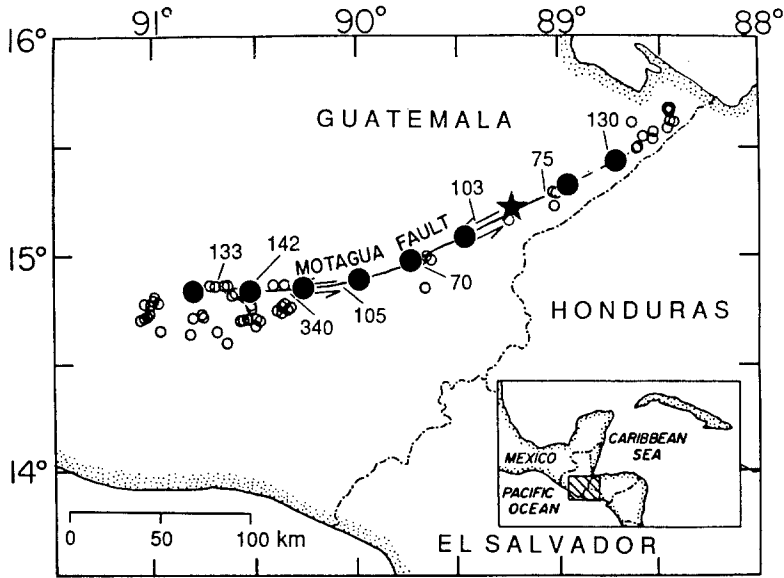 91° 90° 89° 88°
16°
GUATEMALA
130
75
103
15°
133 142 MOTAGUA FAULT
70
340 105
HONDURAS
14°
MEXICO CARIBBEAN
SEA
PACIFIC
OCEAN
0 50 100 km
EL SALVADOR